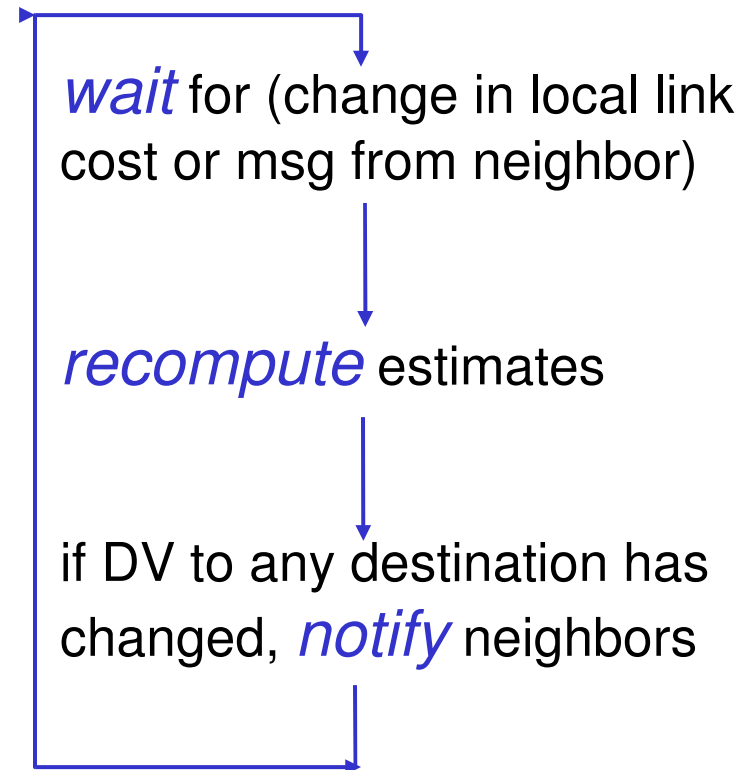 wait for (change in local link
cost or msg from neighbor)
recompute estimates
if DV to any destination has
changed, notify neighbors